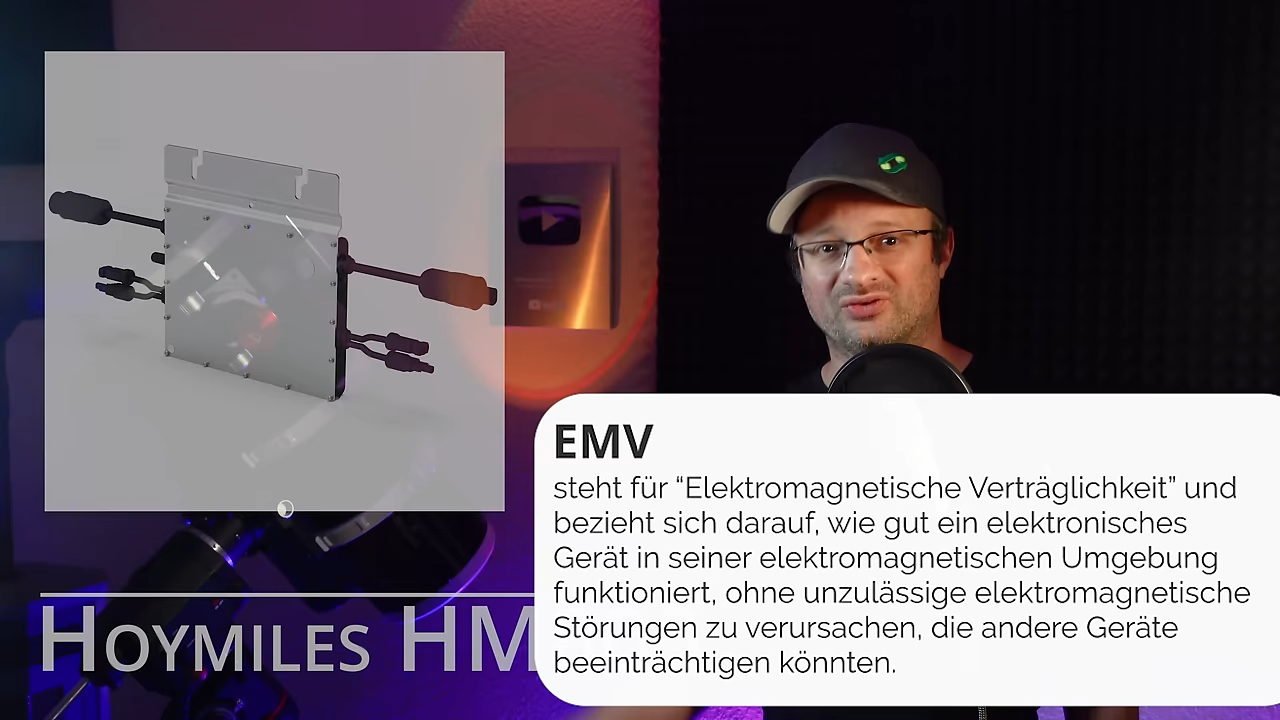 HOYMILES HM
EMV
steht für “Elektromagnetische Verträglichkeit” und
bezieht sich darauf, wie gut ein elektronisches
Gerät in seiner elektromagnetischen Umgebung
funktioniert, ohne unzulässige elektromagnetische
Störungen zu verursachen, die andere Geräte
beeinträchtigen könnten.